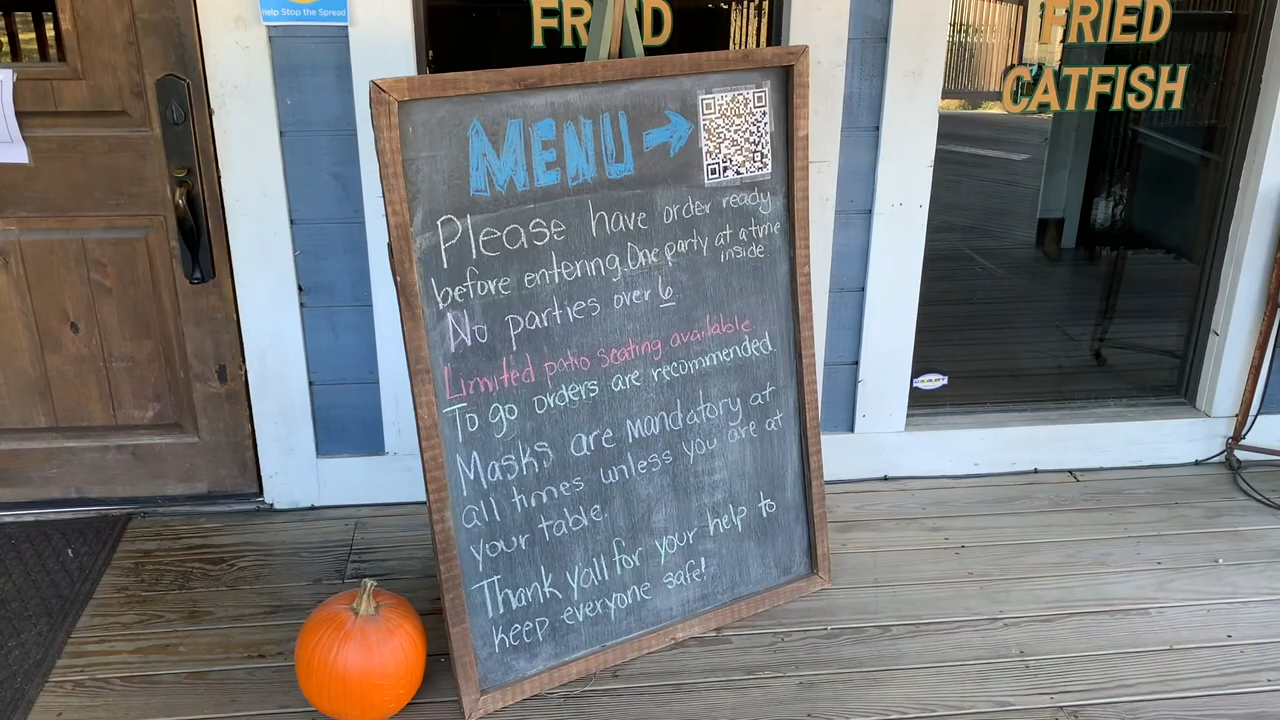 Help Stop the Spread
FRIED
FRIED
CATFISH
MENU
Please have order ready
before entering. One party at a time
inside.
No parties over 6
Limited patio seating available
To go orders are recommended.
Masks are Mandatory at
all times unless you are at
your table.
Thank yall for your help to
keep everyone safe!